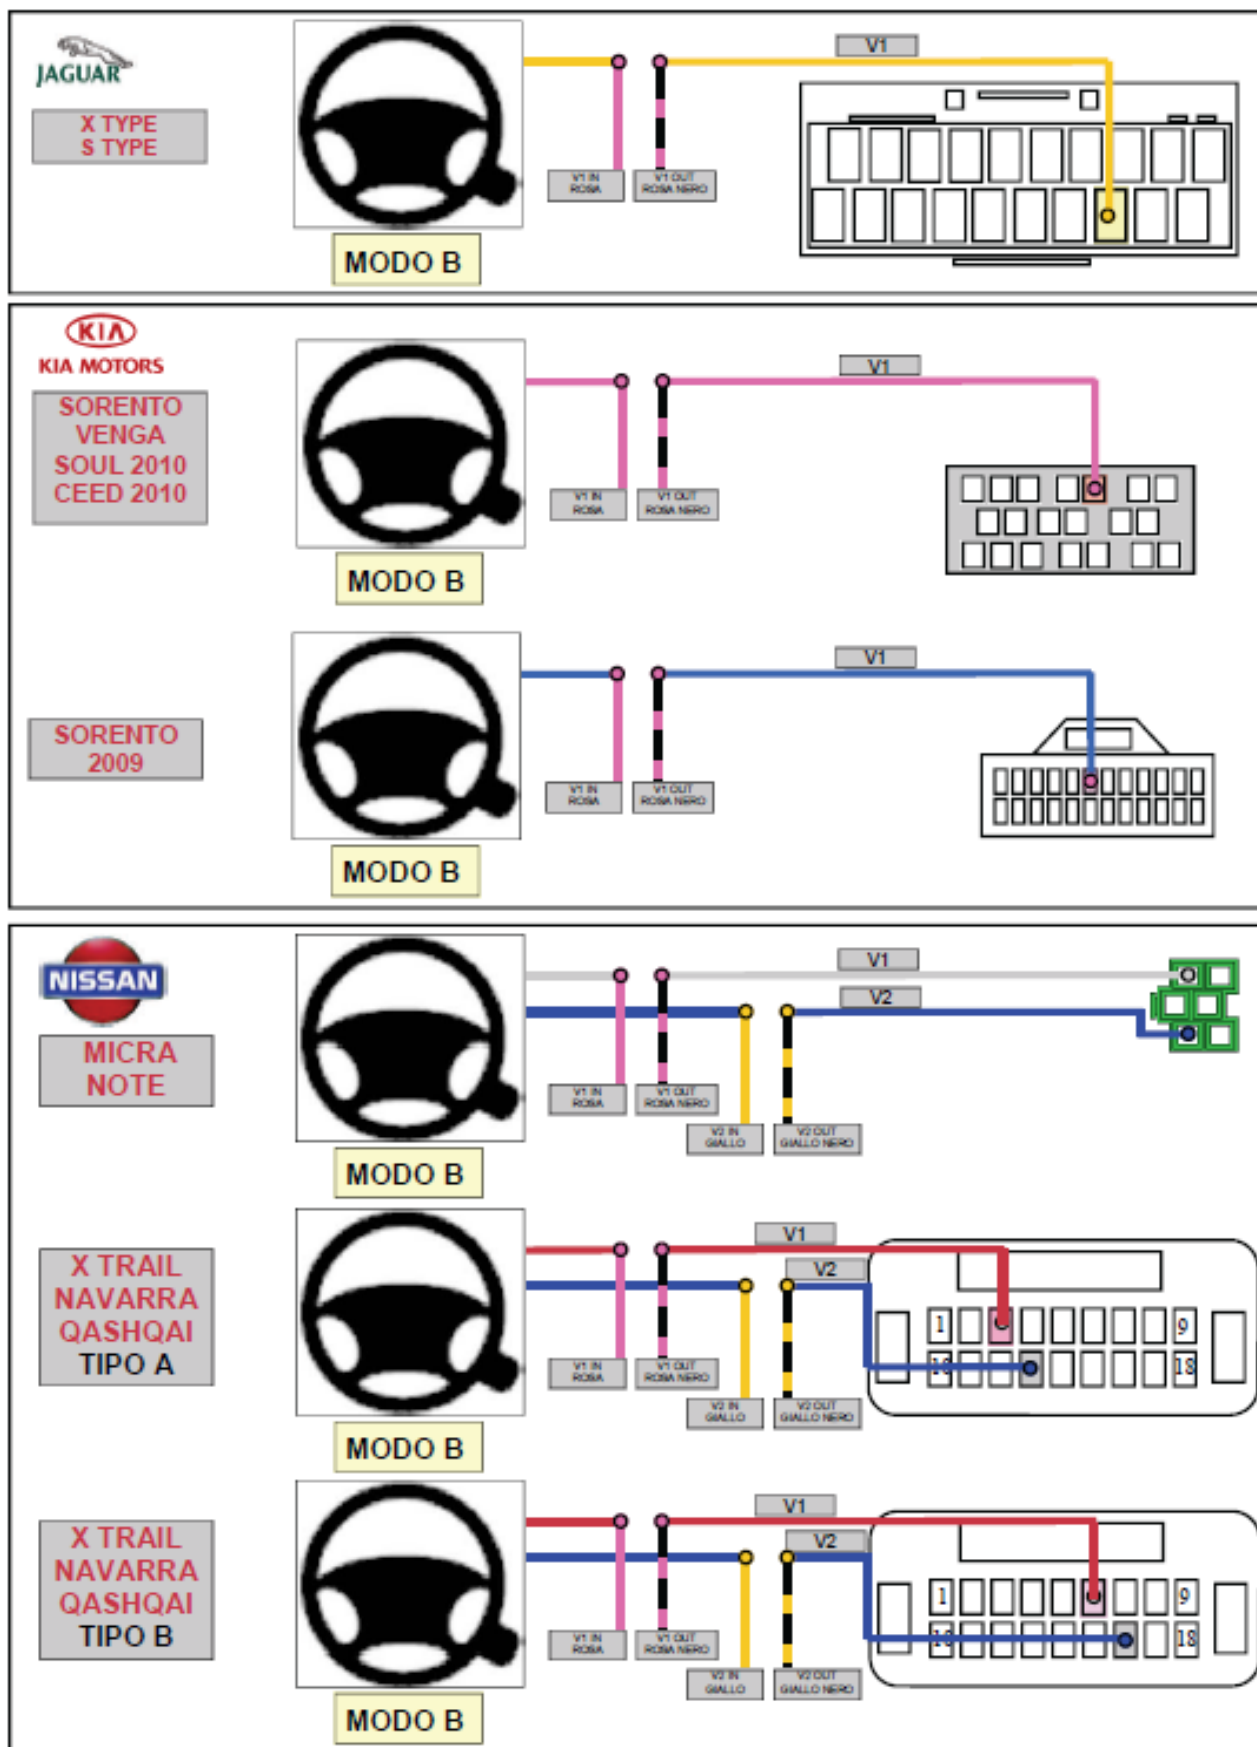 JAGUAR
X TYPE
S TYPE
MODO B
V1 IN
ROSA
V1 OUT
ROSA NERO
V1
KIA
KIA MOTORS
SORENTO
VENGA
SOUL 2010
CEED 2010
MODO B
V1 IN
ROSA
V1 OUT
ROSA NERO
V1
SORENTO
2009
MODO B
V1 IN
ROSA
V1 OUT
ROSA NERO
V1
NISSAN
MICRA
NOTE
MODO B
V1 IN
ROSA
V1 OUT
ROSA NERO
V2 IN
GIALLO
V2 OUT
GIALLO NERO
V1
V2
X TRAIL
NAVARRA
QASHQAI
TIPO A
MODO B
V1 IN
ROSA
V1 OUT
ROSA NERO
V2 IN
GIALLO
V2 OUT
GIALLO NERO
V1
V2
1
9
10
18
X TRAIL
NAVARRA
QASHQAI
TIPO B
MODO B
V1 IN
ROSA
V1 OUT
ROSA NERO
V2 IN
GIALLO
V2 OUT
GIALLO NERO
V1
V2
1
9
10
18